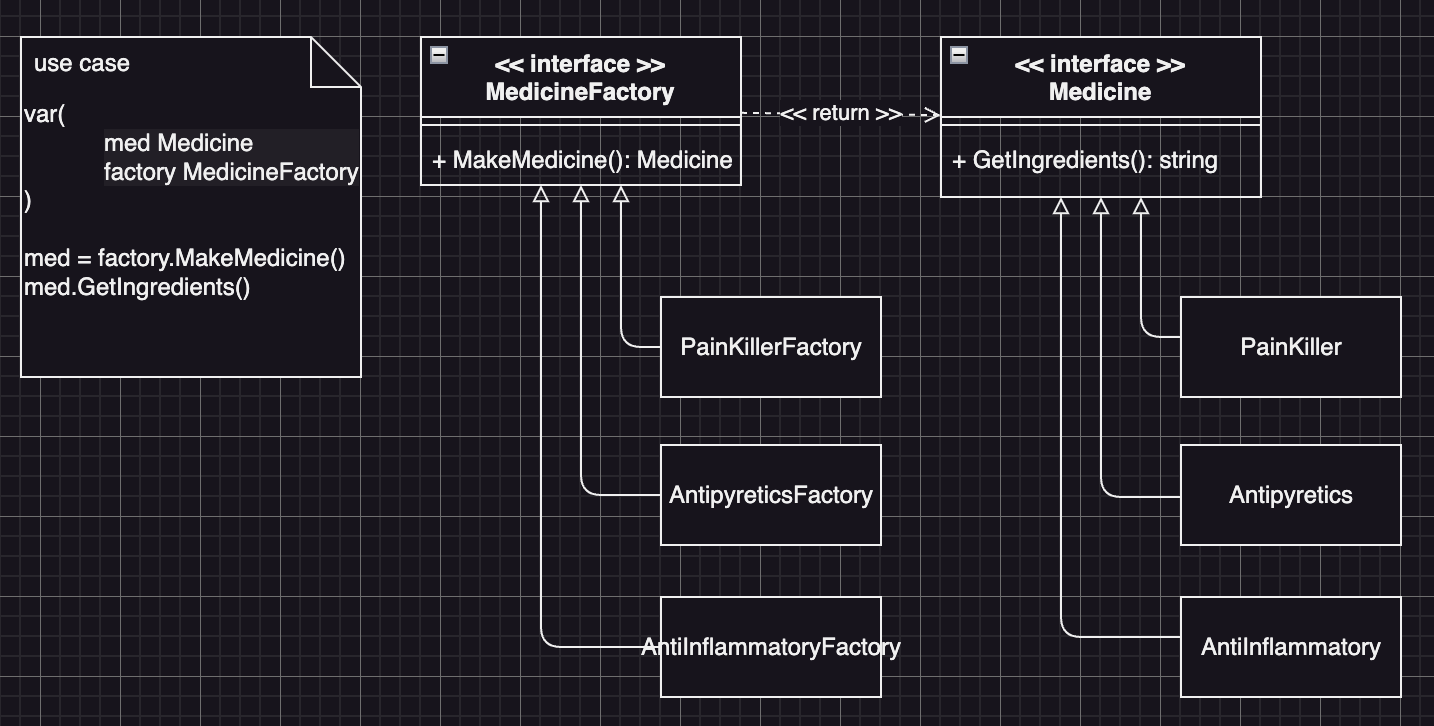 use case
var(
med Medicine
factory MedicineFactory
)
med = factory.MakeMedicine()
med.GetIngredients()
<< interface >>
MedicineFactory
+ MakeMedicine(): Medicine
<< return >>
<< interface >>
Medicine
+ GetIngredients(): string
PainKillerFactory
PainKiller
AntipyreticsFactory
Antipyretics
AntiInflammatoryFactory
AntiInflammatory